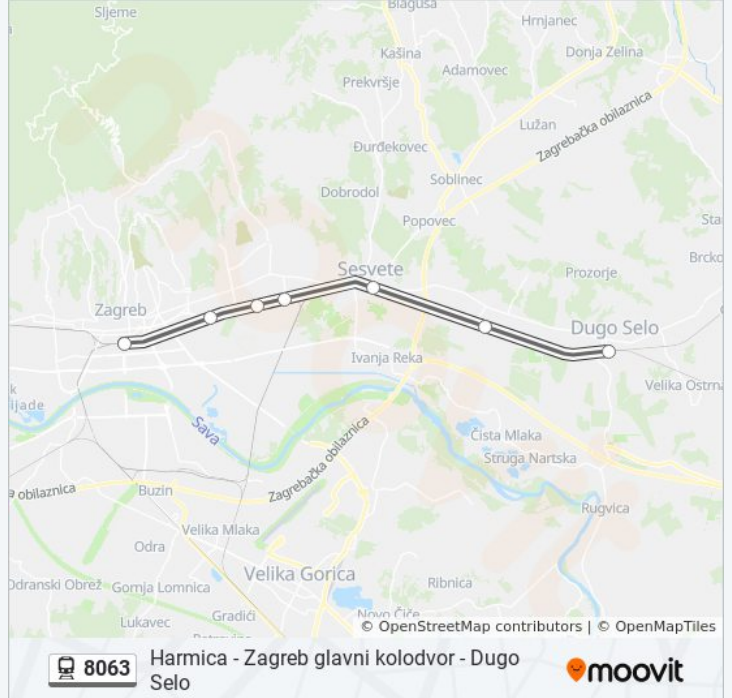 Blagusa
Sljeme
Hrnjanec
Kašina
Donja Zelina
Adamovec
Prekvršje
Lužan
Zagrebačka obilaznica
Đurđekovec
Soblinec
Dobrodol
Popovec
Sta
Brcko
Sesvete
Prozorje
Zagreb
Dugo Selo
Ivanja Reka
Velika Ostrna
k
ijade
Sava
Čista Mlaka
Struga Nartska
Zagrebačka obilaznica
a obilaznica
Buzin
Rugvica
Velika Mlaka
Odra
Velika Gorica
Odranski Obrež
Gornja Lomnica
Ribnica
Gradići
Novo Čiče
Lukavec
© OpenStreetMap contributors | © OpenMapTiles
8063
Harmica - Zagreb glavni kolodvor - Dugo
Selo
moovit